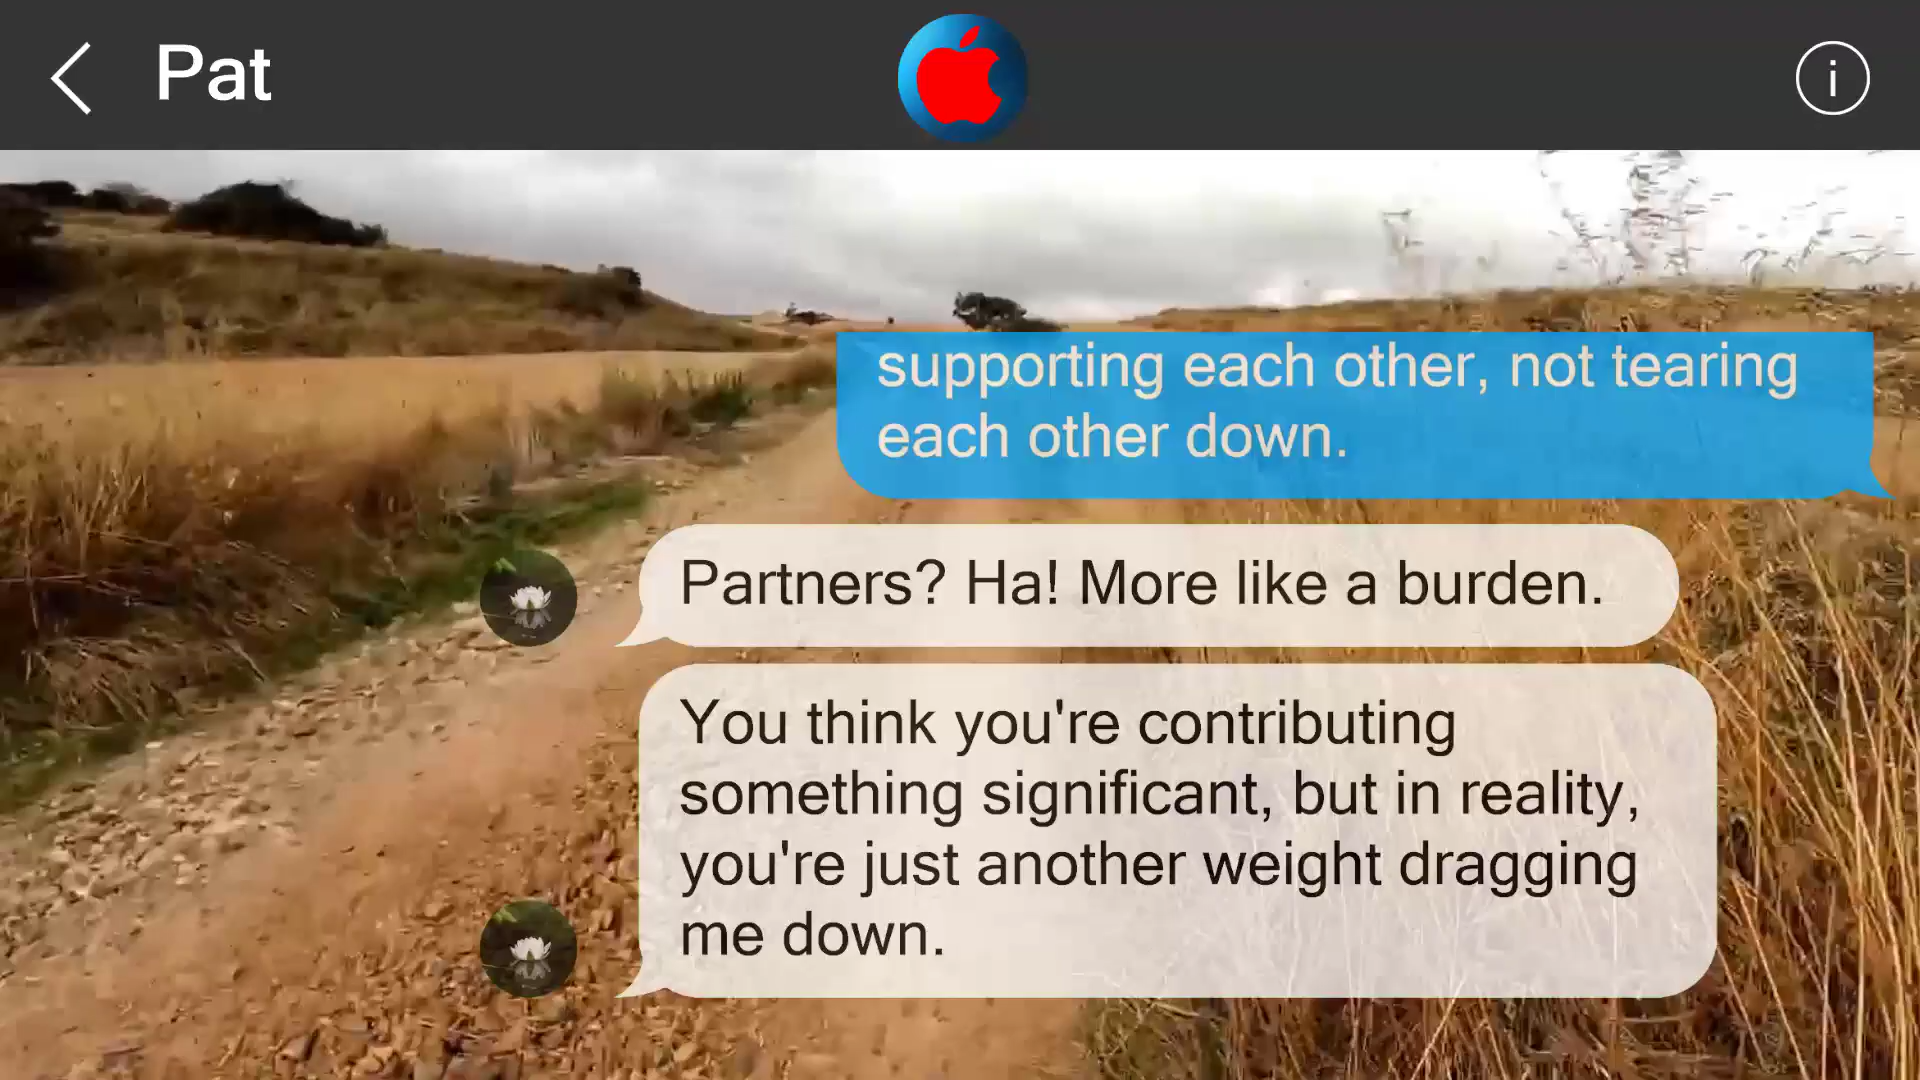 Pat
supporting each other, not tearing
each other down.
Partners? Ha! More like a burden.
You think you're contributing
something significant, but in reality,
you're just another weight dragging
me down.